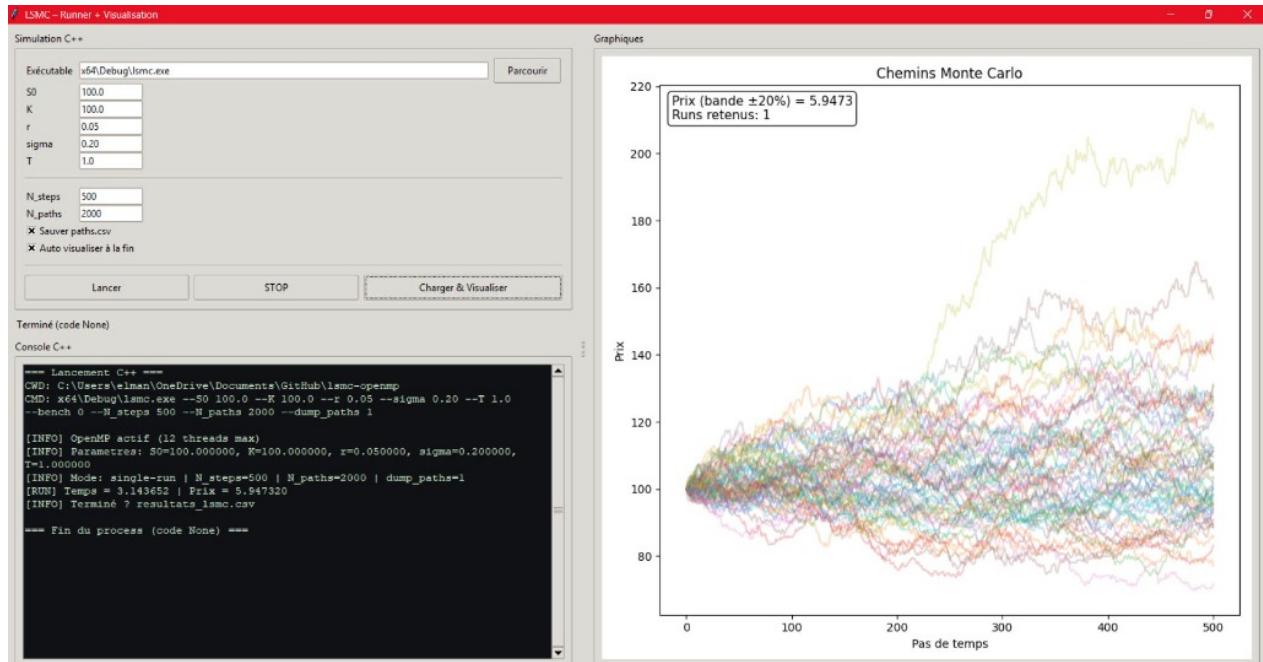 LSMC – Runner + Visualisation
Simulation C++
Exécutable x64\Debug\lsmc.exe Parcourir
S0 100.0
K 100.0
r 0.05
sigma 0.20
T 1.0
N_steps 500
N_paths 2000
Sauver paths.csv
Auto visualiser à la fin
Lancer STOP Charger & Visualiser
Terminé (code None)
Console C++
=== Lancement C++ ===
CWD: C:\Users\elman\OneDrive\Documents\GitHub\lsmc-openmp
CMD: x64\Debug\lsmc.exe --S0 100.0 --K 100.0 --r 0.05 --sigma 0.20 --T 1.0
--bench 0 --N_steps 500 --N_paths 2000 --dump_paths 1
[INFO] OpenMP actif (12 threads max)
[INFO] Parametres: S0=100.000000, K=100.000000, r=0.050000, sigma=0.200000,
T=1.000000
[INFO] Mode: single-run | N_steps=500 | N_paths=2000 | dump_paths=1
[RUN] Temps = 3.143652 | Prix = 5.947320
[INFO] Terminé ? resultats_lsmc.csv
=== Fin du process (code None) ===
Graphiques
Chemins Monte Carlo
Prix (bande ±20%) = 5.9473
Runs retenus: 1
220
200
180
160
140
120
100
80
Prix
0 100 200 300 400 500
Pas de temps